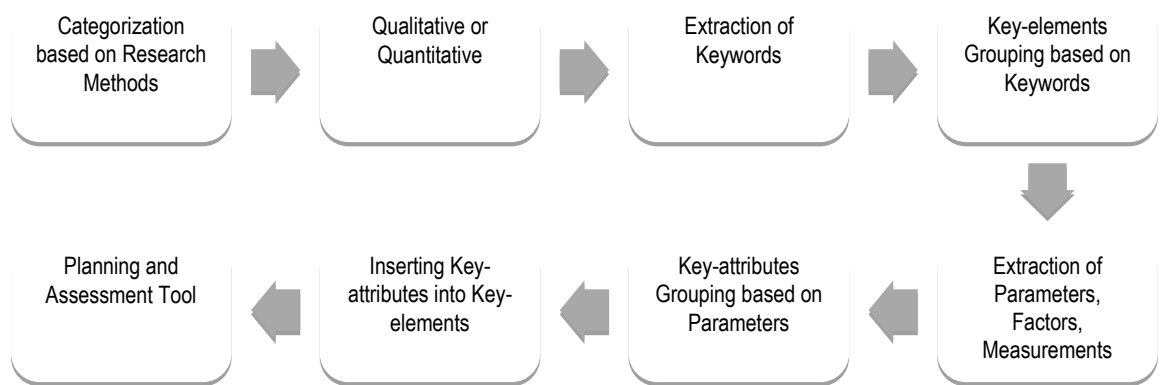 Categorization
based on Research
Methods
Qualitative or
Quantitative
Extraction of
Keywords
Key-elements
Grouping based on
Keywords
Extraction of
Parameters,
Factors,
Measurements
Key-attributes
Grouping based on
Parameters
Inserting Key-
attributes into Key-
elements
Planning and
Assessment Tool